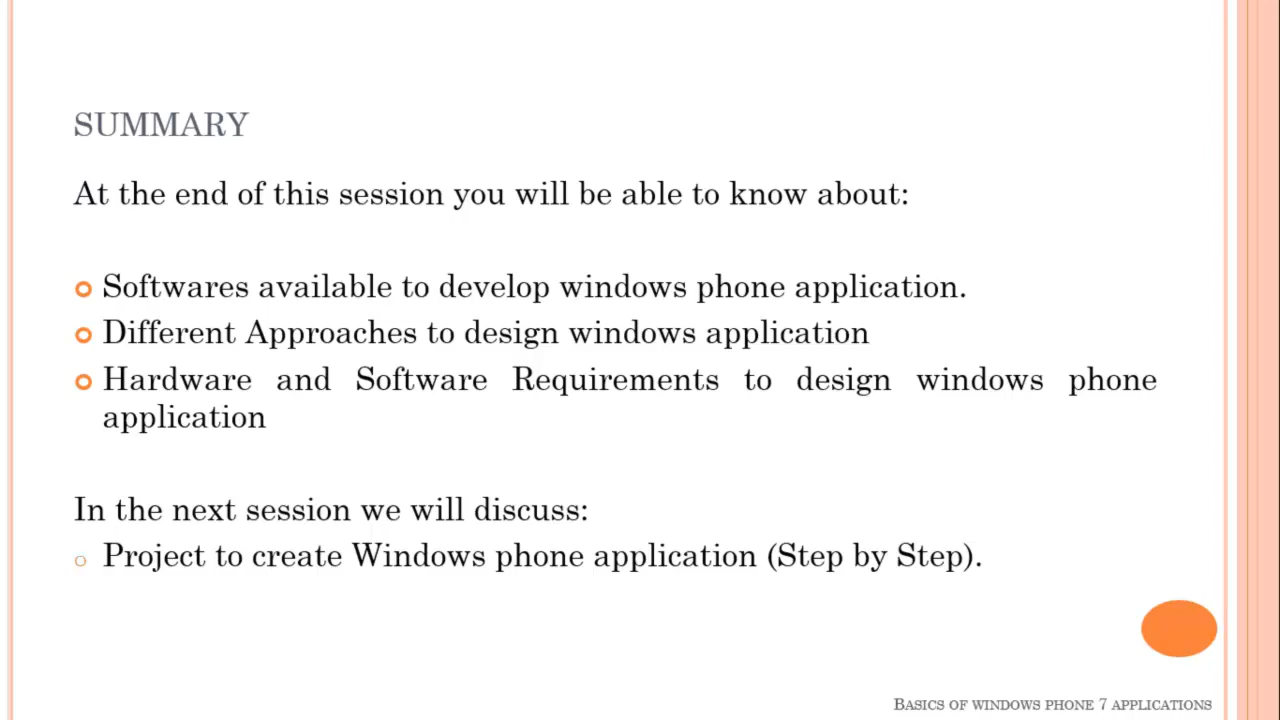 SUMMARY
At the end of this session you will be able to know about:
Softwares available to develop windows phone application.
Different Approaches to design windows application
Hardware and Software Requirements to design windows phone
application
In the next session we will discuss:
Project to create Windows phone application (Step by Step).
BASICS OF WINDOWS PHONE 7 APPLICATIONS